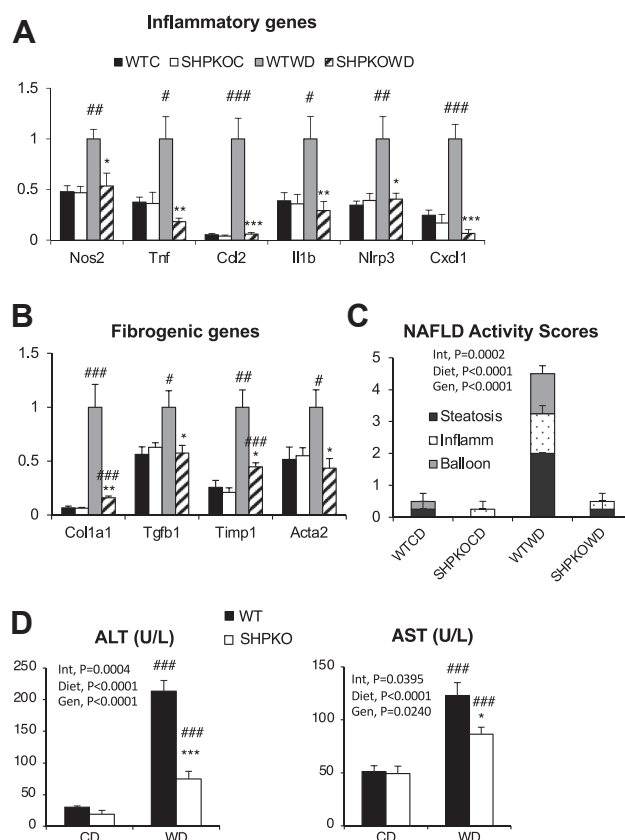 A
Inflammatory genes
WTC SHPKOC WTWD SHPKOWD
1.5
1
0.5
0
## # ### # ## ###
* ** *** ** * ***
Nos2 Tnf Ccl2 Il1b Nlrp3 Cxcl1
B
Fibrogenic genes
1.5
1
0.5
0
### # ## #
### ###
** * * *
Col1a1 Tgfb1 Timp1 Acta2
C
NAFLD Activity Scores
Int, P=0.0002
Diet, P<0.0001
Gen, P<0.0001
Steatosis
Inflamm
Balloon
5
4
3
2
1
0
WTCD SHPKOCD WTWD SHPKOWD
D
WT
SHPKO
ALT (U/L)
Int, P=0.0004
Diet, P<0.0001
Gen, P<0.0001
250
200
150
100
50
0
###
###
***
CD WD
AST (U/L)
Int, P=0.0395
Diet, P<0.0001
Gen, P=0.0240
150
100
50
0
###
###
*
CD WD